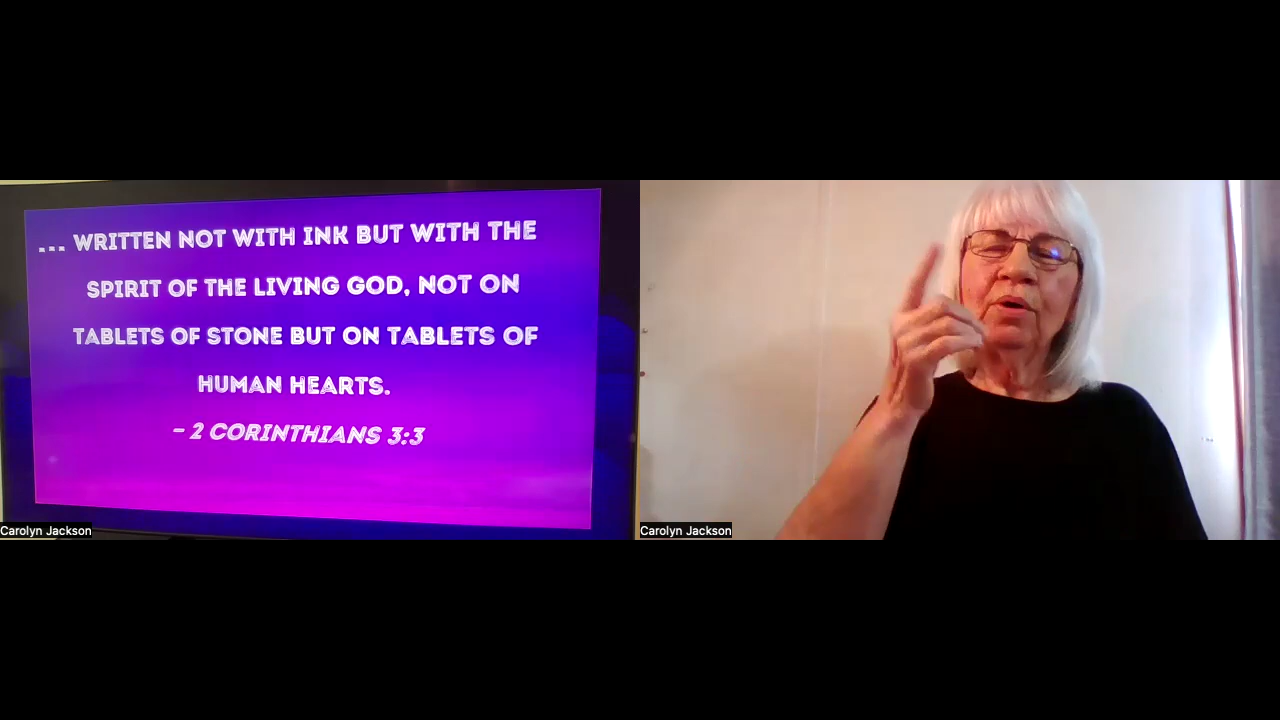 ... WRITTEN NOT WITH INK BUT WITH THE
SPIRIT OF THE LIVING GOD, NOT ON
TABLETS OF STONE BUT ON TABLETS OF
HUMAN HEARTS.
– 2 CORINTHIANS 3:3
Carolyn Jackson
Carolyn Jackson